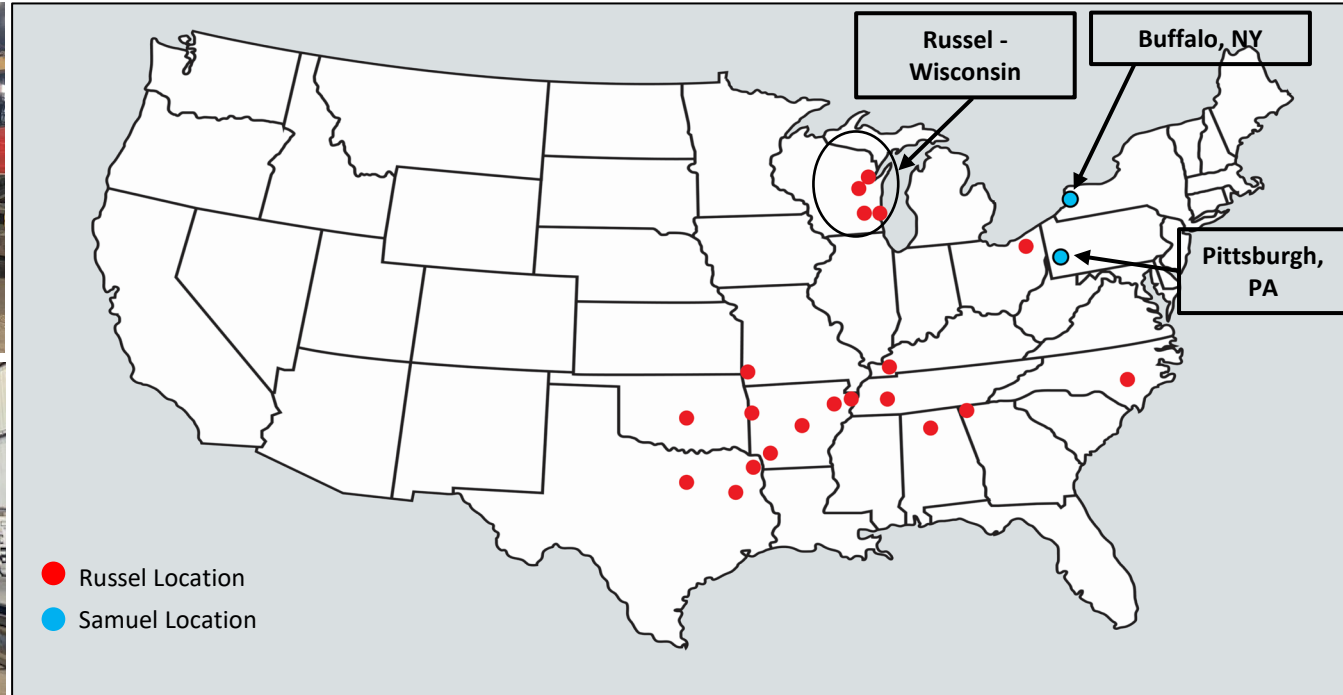 Russel -
Wisconsin
Buffalo, NY
Pittsburgh,
PA
Russel Location
Samuel Location